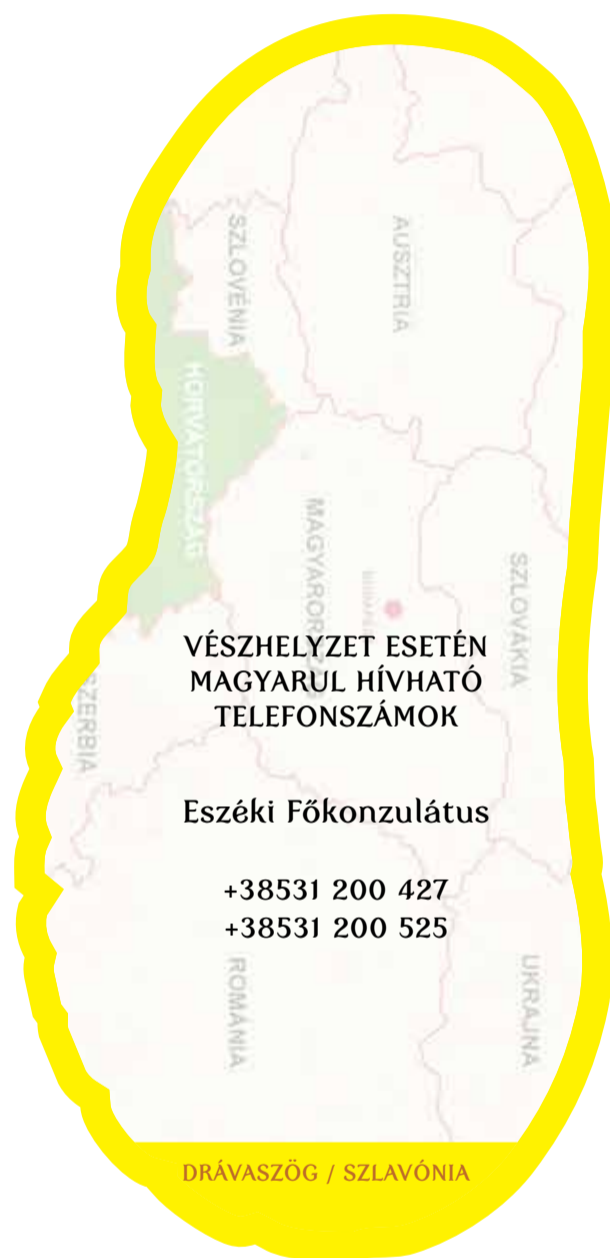 AUSZTRIA
SZLOVÉNIA
HORVÁTORSZÁG
SZLOVÁKIA
SZERBIA
VÉSZHELYZET ESETÉN
MAGYARUL HÍVHATÓ
TELEFONSZÁMOK
Eszéki Főkonzulátus
+38531 200 427
+38531 200 525
ROMÁNIA
UKRAJNA
DRÁVASZÖG / SZLAVÓNIA